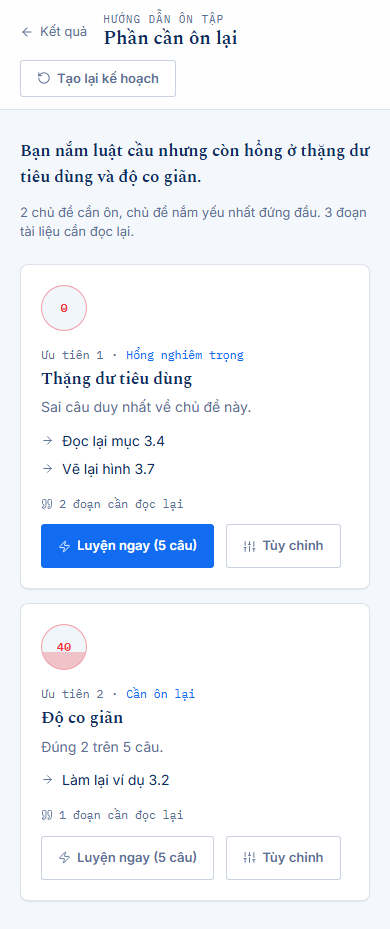 Kết quả
HƯỚNG DẪN ÔN TẬP
Phần cần ôn lại
Tạo lại kế hoạch
Bạn nắm luật cầu nhưng còn hổng ở thặng dư
tiêu dùng và độ co giãn.
2 chủ đề cần ôn, chủ đề nắm yếu nhất đứng đầu. 3 đoạn
tài liệu cần đọc lại.
0
Ưu tiên 1 · Hổng nghiêm trọng
Thặng dư tiêu dùng
Sai câu duy nhất về chủ đề này.
Đọc lại mục 3.4
Vẽ lại hình 3.7
2 đoạn cần đọc lại
Luyện ngay (5 câu)
Tùy chỉnh
40
Ưu tiên 2 · Cần ôn lại
Độ co giãn
Đúng 2 trên 5 câu.
Làm lại ví dụ 3.2
1 đoạn cần đọc lại
Luyện ngay (5 câu)
Tùy chỉnh